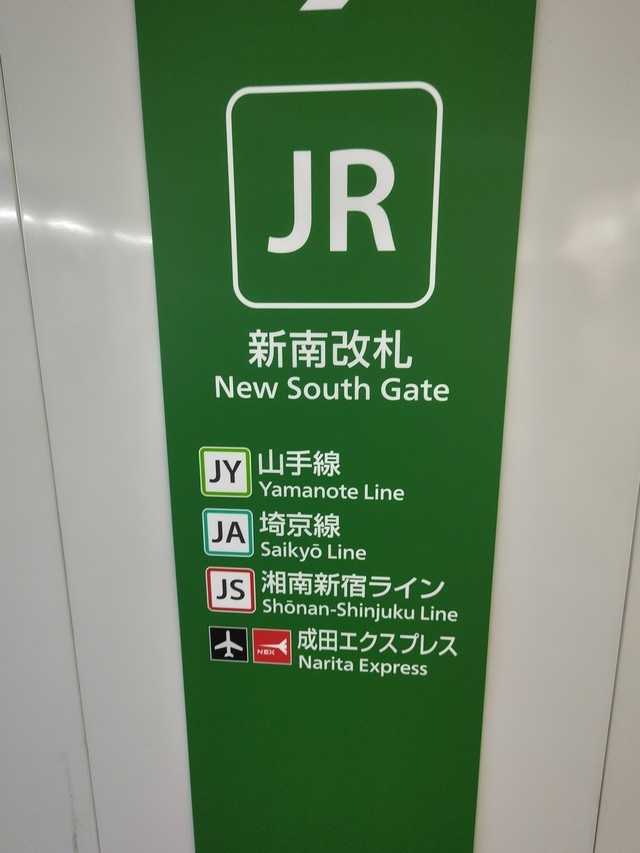 JR
新南改札
New South Gate
JY 山手線
Yamanote Line
JA 埼京線
Saikyō Line
JS 湘南新宿ライン
Shōnan-Shinjuku Line
NEX 成田エクスプレス
Narita Express